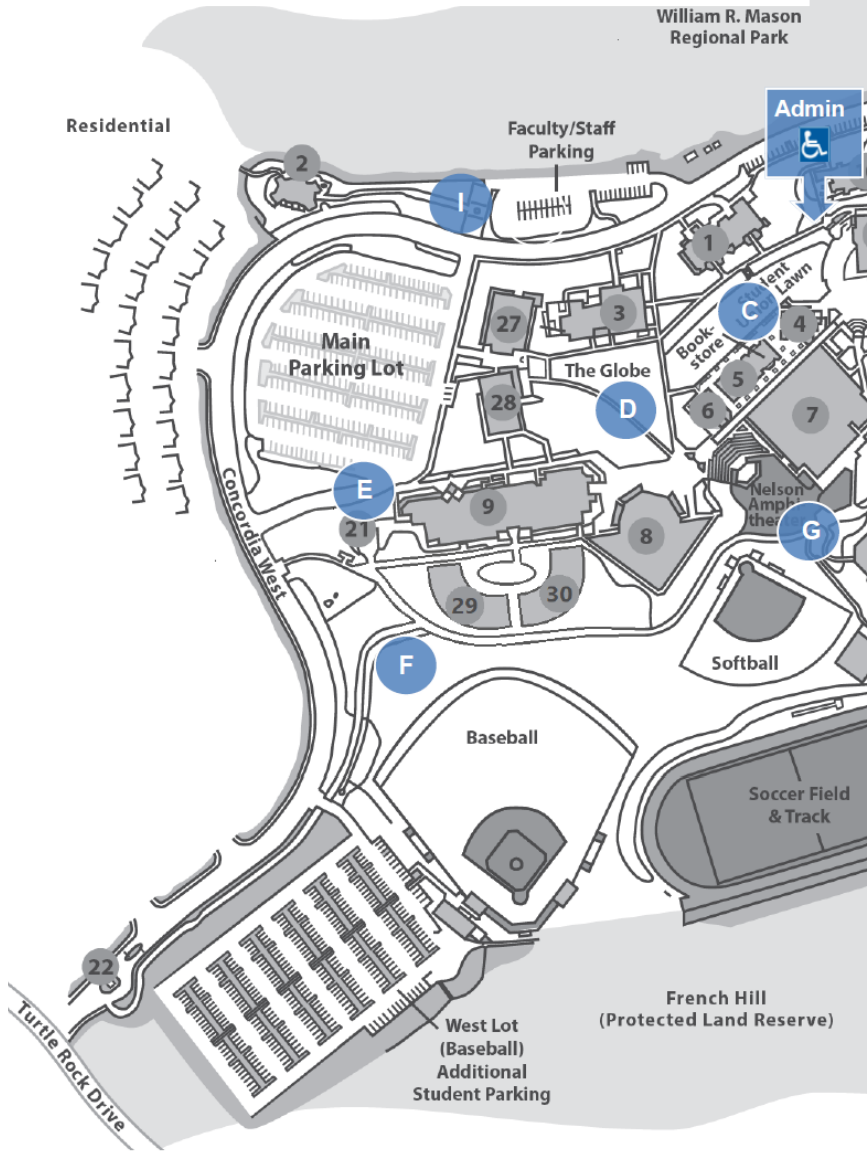 William R. Mason
Regional Park
Admin
Residential
Faculty/Staff
Parking
2
I
1
Student
Union Lawn
C
27
3
4
Main
Parking Lot
Book-
store
The Globe
5
28
D
6
7
E
Concordia West
9
Nelson
Amphi-
theater
21
8
G
29
30
F
Softball
Baseball
Soccer Field
& Track
22
Turtle Rock Drive
French Hill
(Protected Land Reserve)
West Lot
(Baseball)
Additional
Student Parking